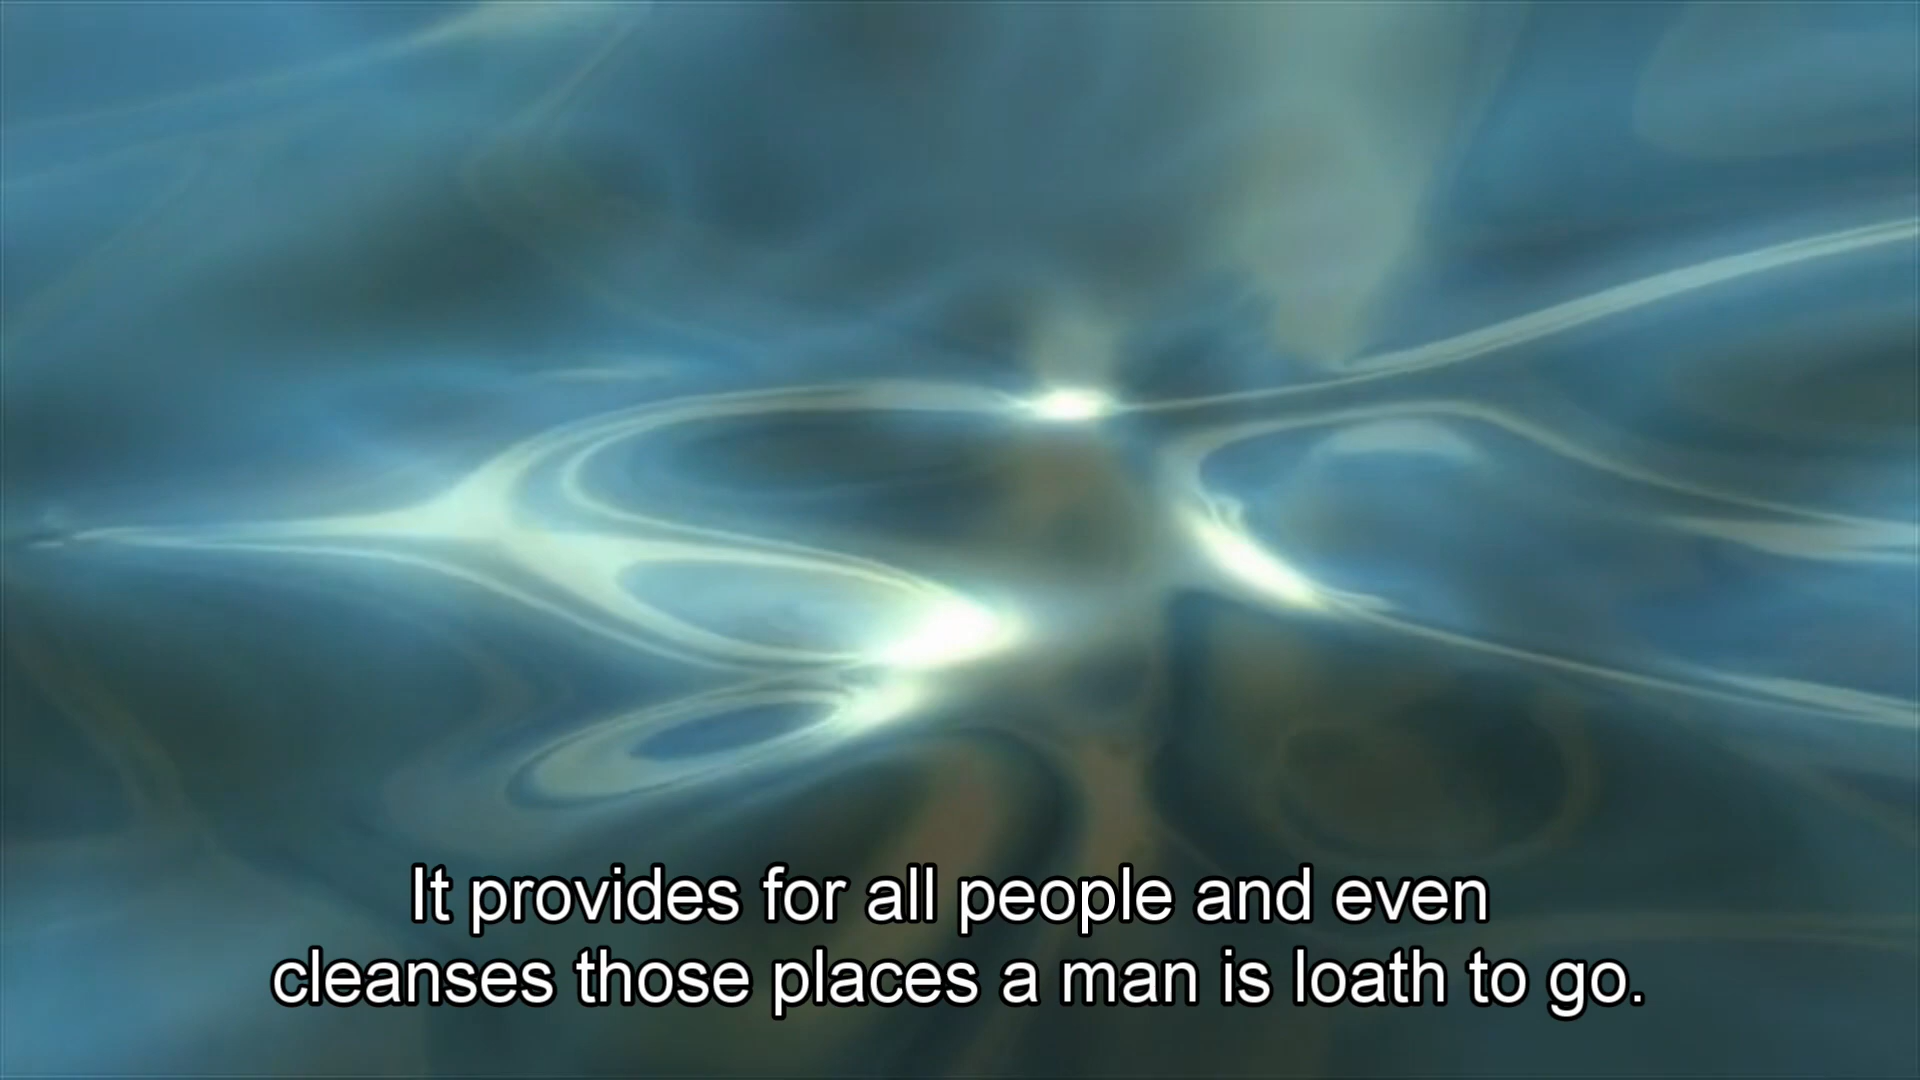 It provides for all people and even
cleanses those places a man is loath to go.